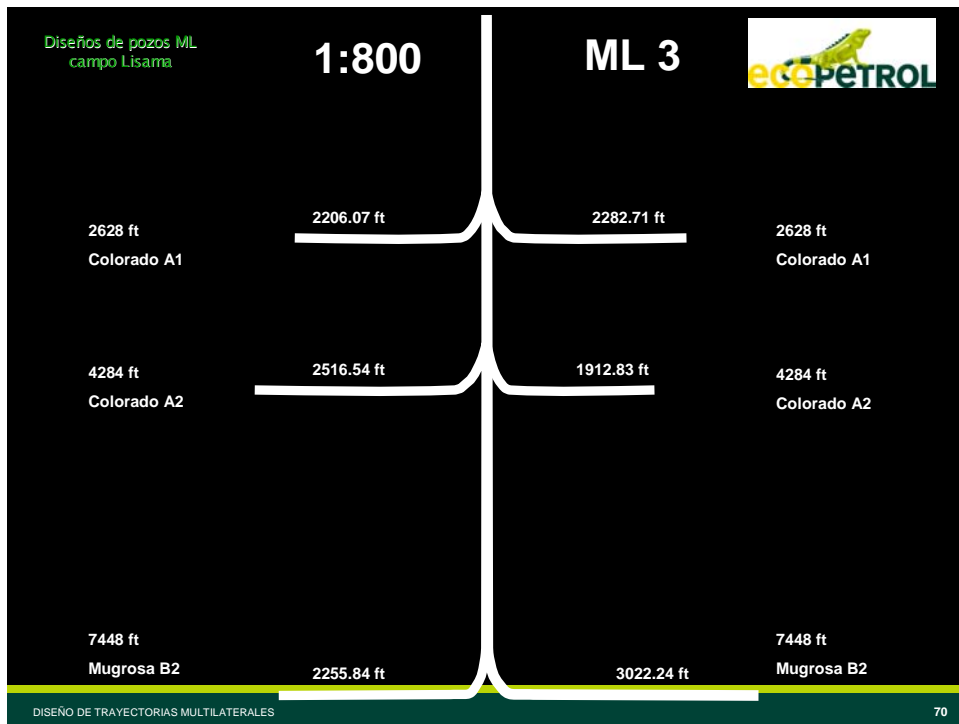 Diseños de pozos ML
campo Lisama
1:800
ML 3
ecoPETROL
2206.07 ft
2282.71 ft
2628 ft
Colorado A1
2628 ft
Colorado A1
2516.54 ft
1912.83 ft
4284 ft
Colorado A2
4284 ft
Colorado A2
7448 ft
Mugrosa B2
7448 ft
Mugrosa B2
2255.84 ft
3022.24 ft
DISEÑO DE TRAYECTORIAS MULTILATERALES
70